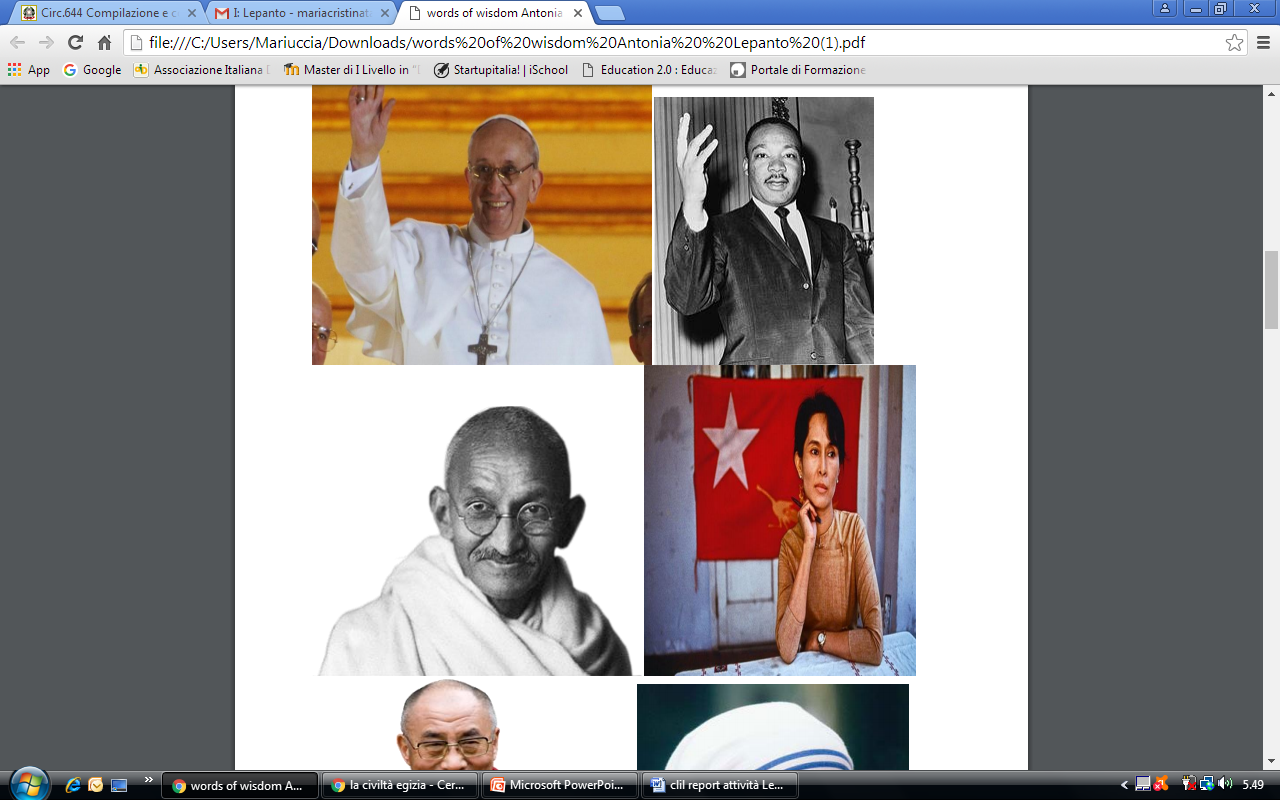 Circ.644 Compilazione e c
I: Lepanto - mariacristinat
words of wisdom Antonia
file:///C:/Users/Mariuccia/Downloads/words%20of%20wisdom%20Antonia%20%20Lepanto%20(1).pdf
App Google Associazione Italiana Master di I Livello in "I Startupitalia! | iSchool Education 2.0 : Educaz Portale di Formazione
words of wisdom A... la civiltà egizia - Cer... Microsoft PowerPoi... clil report attività Le... 5.49